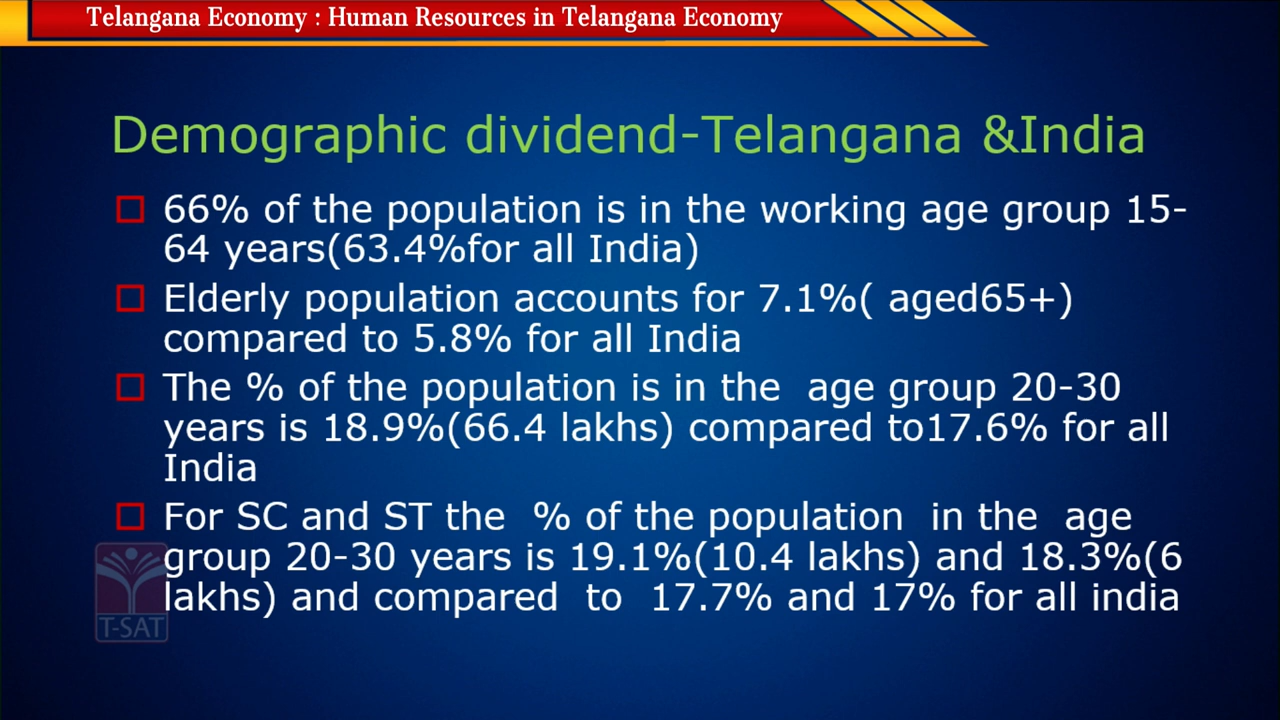 Telangana Economy : Human Resources in Telangana Economy
Demographic dividend-Telangana &India
66% of the population is in the working age group 15-
64 years(63.4%for all India)
Elderly population accounts for 7.1%( aged65+)
compared to 5.8% for all India
The % of the population is in the  age group 20-30
years is 18.9%(66.4 lakhs) compared to17.6% for all
India
For SC and ST the  % of the population  in the  age
group 20-30 years is 19.1%(10.4 lakhs) and 18.3%(6
lakhs) and compared  to  17.7% and 17% for all india
T-SAT